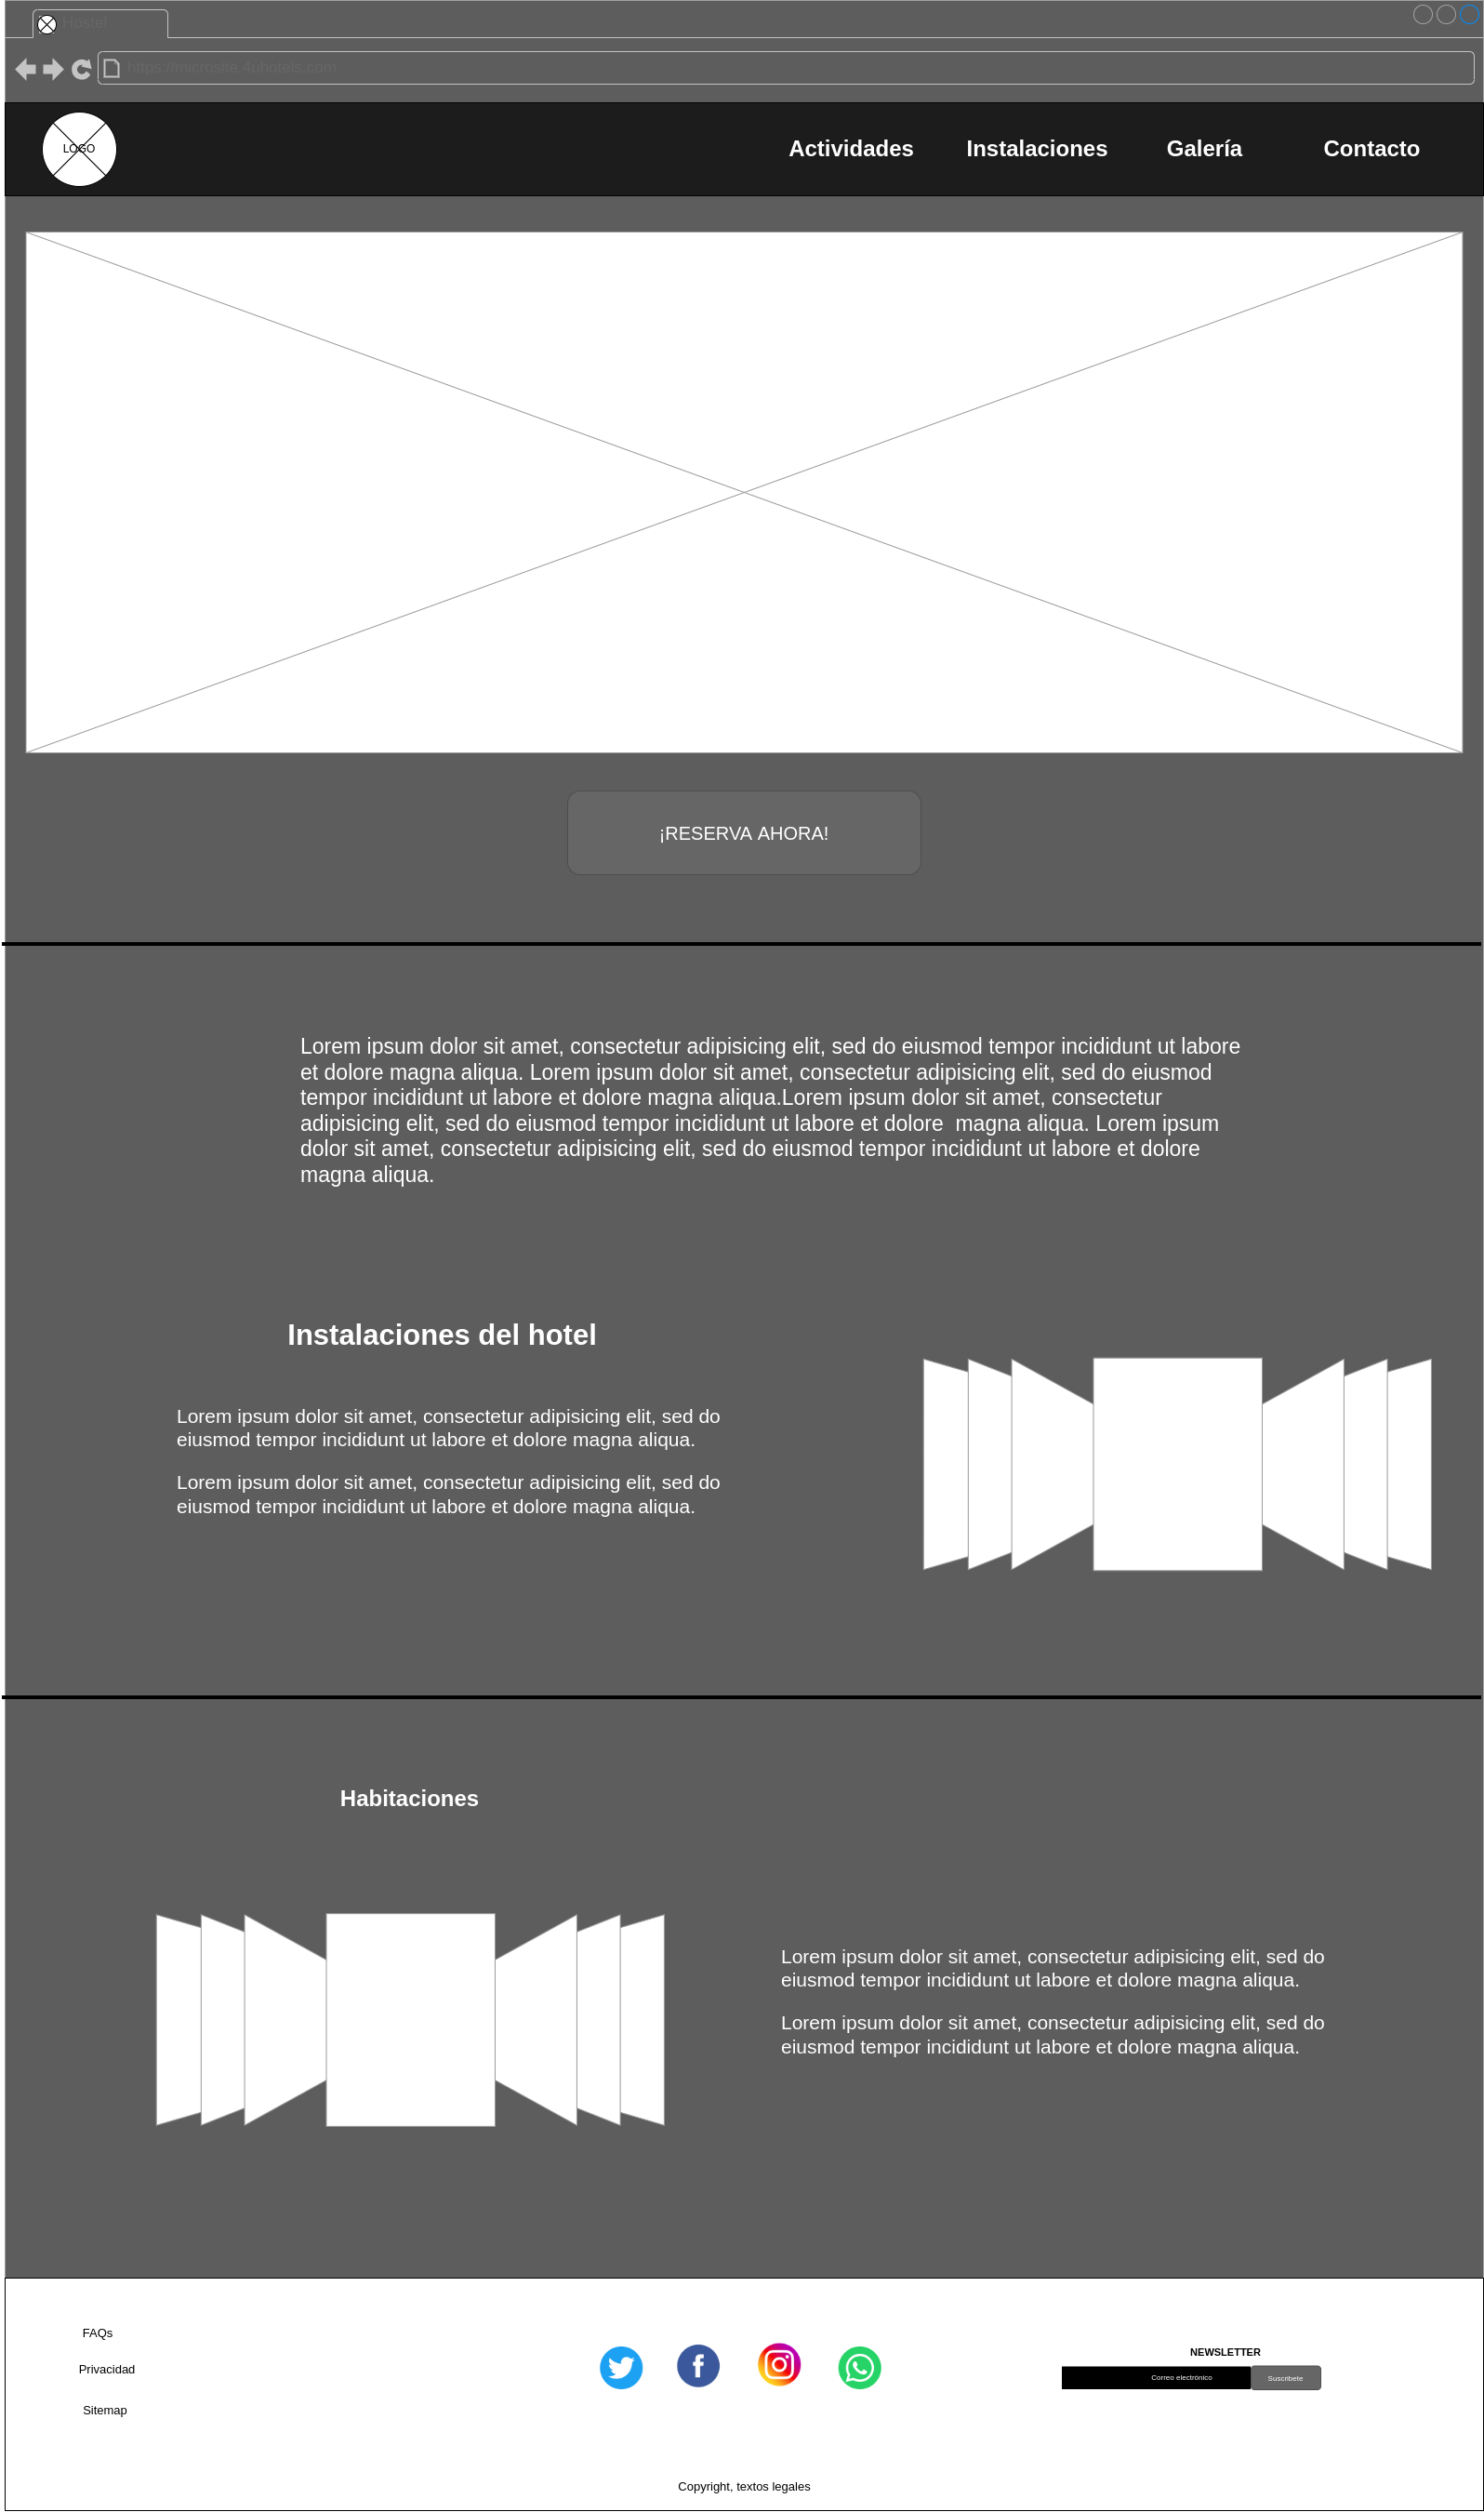 Hostel
https://microsite.4uhotels.com
LOGO
Actividades Instalaciones Galería Contacto
¡RESERVA AHORA!
Lorem ipsum dolor sit amet, consectetur adipisicing elit, sed do eiusmod tempor incididunt ut labore
et dolore magna aliqua. Lorem ipsum dolor sit amet, consectetur adipisicing elit, sed do eiusmod
tempor incididunt ut labore et dolore magna aliqua.Lorem ipsum dolor sit amet, consectetur
adipisicing elit, sed do eiusmod tempor incididunt ut labore et dolore  magna aliqua. Lorem ipsum
dolor sit amet, consectetur adipisicing elit, sed do eiusmod tempor incididunt ut labore et dolore
magna aliqua.
Instalaciones del hotel
Lorem ipsum dolor sit amet, consectetur adipisicing elit, sed do
eiusmod tempor incididunt ut labore et dolore magna aliqua.
Lorem ipsum dolor sit amet, consectetur adipisicing elit, sed do
eiusmod tempor incididunt ut labore et dolore magna aliqua.
Habitaciones
Lorem ipsum dolor sit amet, consectetur adipisicing elit, sed do
eiusmod tempor incididunt ut labore et dolore magna aliqua.
Lorem ipsum dolor sit amet, consectetur adipisicing elit, sed do
eiusmod tempor incididunt ut labore et dolore magna aliqua.
FAQs
Privacidad
Sitemap
NEWSLETTER
Correo electrónico Suscribete
Copyright, textos legales